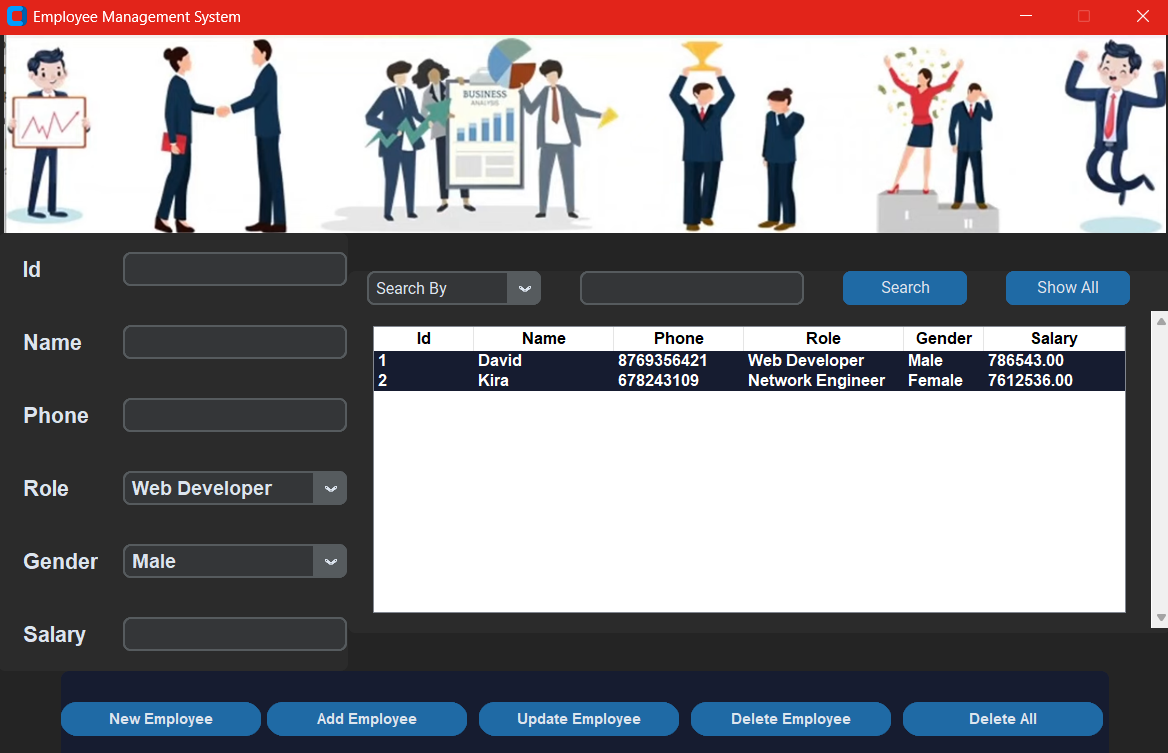 Employee Management System
BUSINESS
ANALYSIS
I
II
Id
Name
Phone
Role Web Developer
Gender Male
Salary
Search By Search Show All
Id Name Phone Role Gender Salary
1 David 8769356421 Web Developer Male 786543.00
2 Kira 678243109 Network Engineer Female 7612536.00
New Employee Add Employee Update Employee Delete Employee Delete All